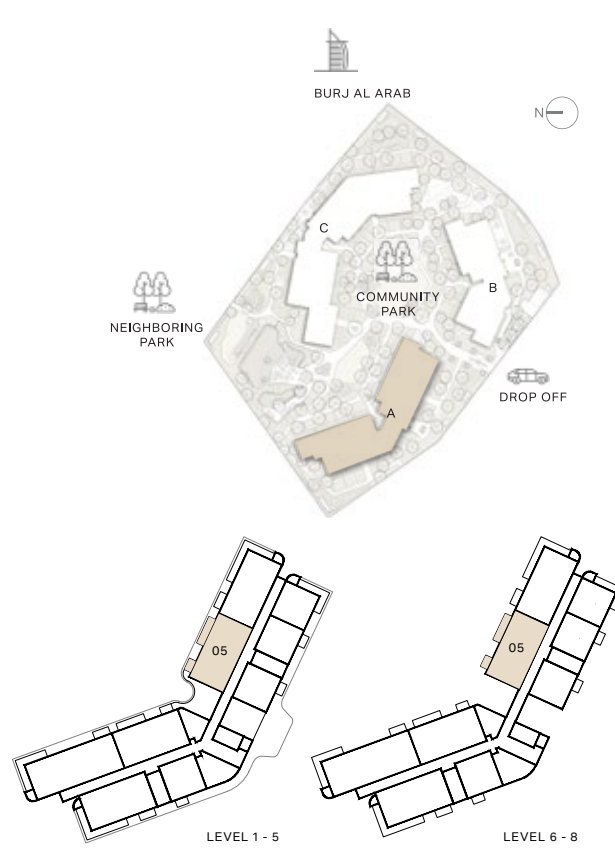 BURJ AL ARAB
N
C
COMMUNITY
PARK
B
NEIGHBORING
PARK
DROP OFF
A
05
05
LEVEL 1 - 5
LEVEL 6 - 8